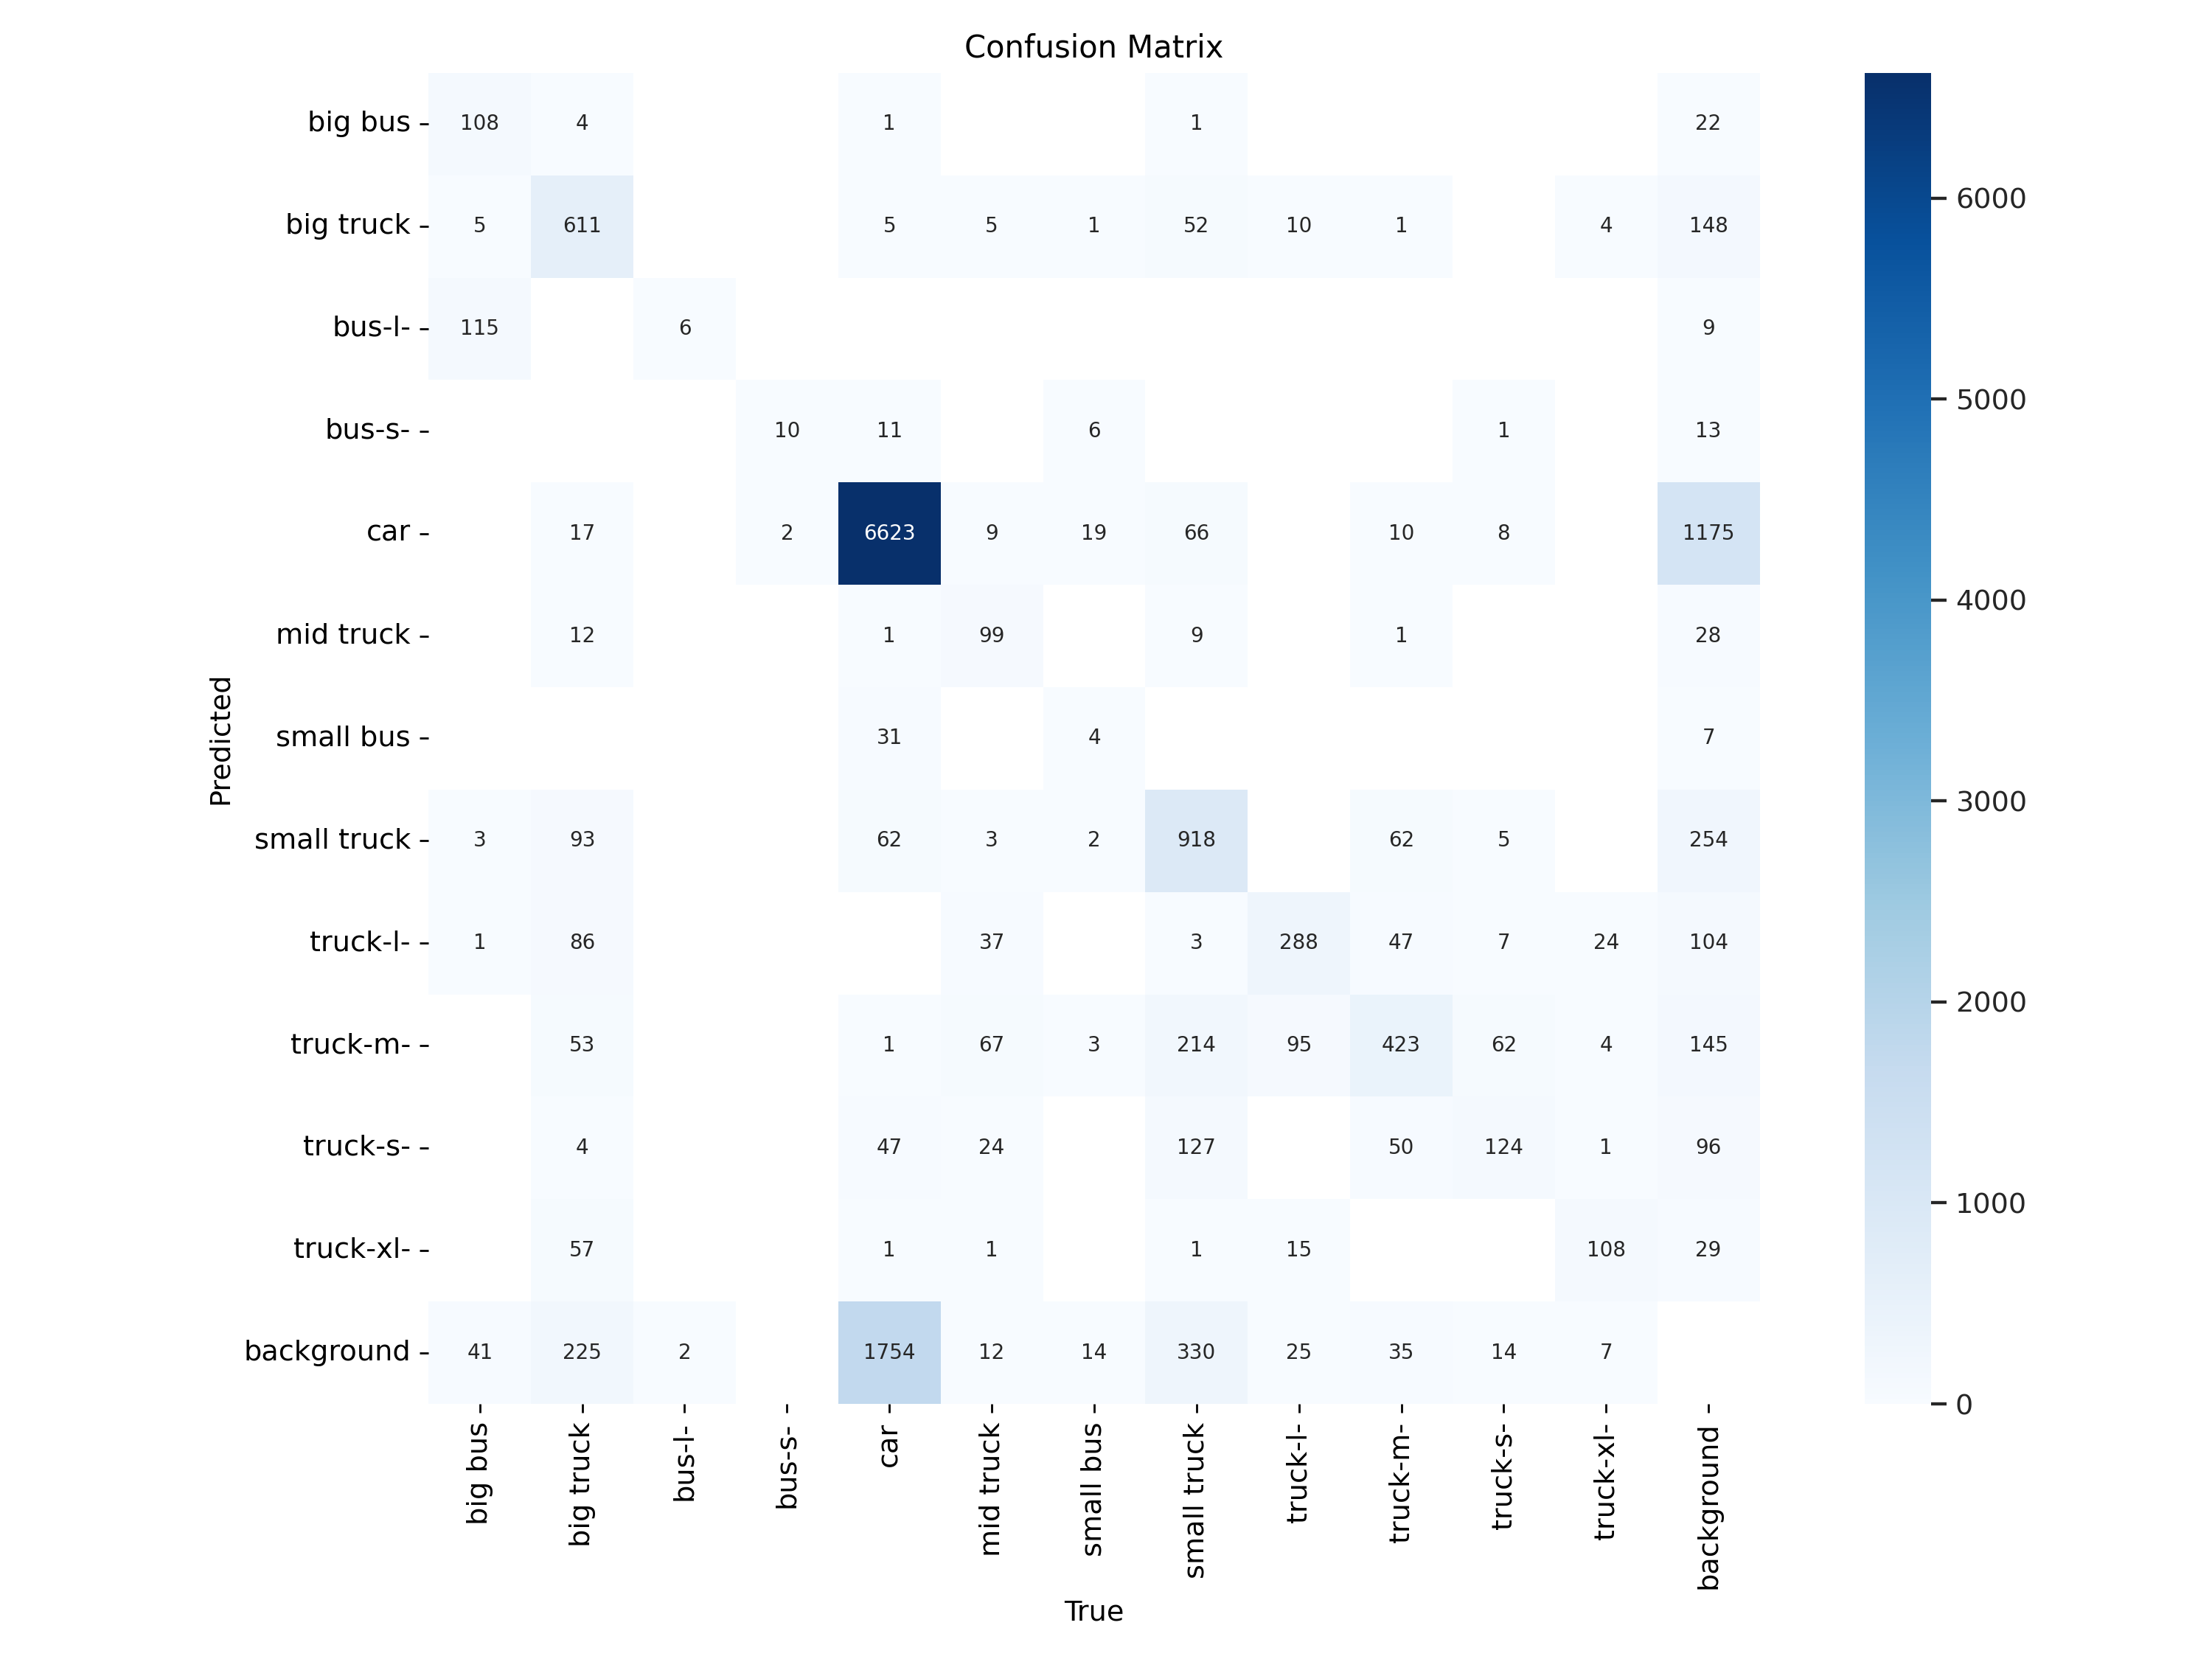 Confusion Matrix
big bus 108 4 1 1 22
big truck 5 611 5 5 1 52 10 1 4 148 6000
bus-l- 115 6 9
5000
bus-s- 10 11 6 1 13
car 17 2 6623 9 19 66 10 8 1175
4000
mid truck 12 1 99 9 1 28
Predicted
small bus 31 4 7
3000
small truck 3 93 62 3 2 918 62 5 254
truck-l- 1 86 37 3 288 47 7 24 104
2000
truck-m- 53 1 67 3 214 95 423 62 4 145
truck-s- 4 47 24 127 50 124 1 96
1000
truck-xl- 57 1 1 1 15 108 29
background 41 225 2 1754 12 14 330 25 35 14 7
0
big bus big truck bus-l- bus-s- car mid truck small bus small truck truck-l- truck-m- truck-s- truck-xl- background
True